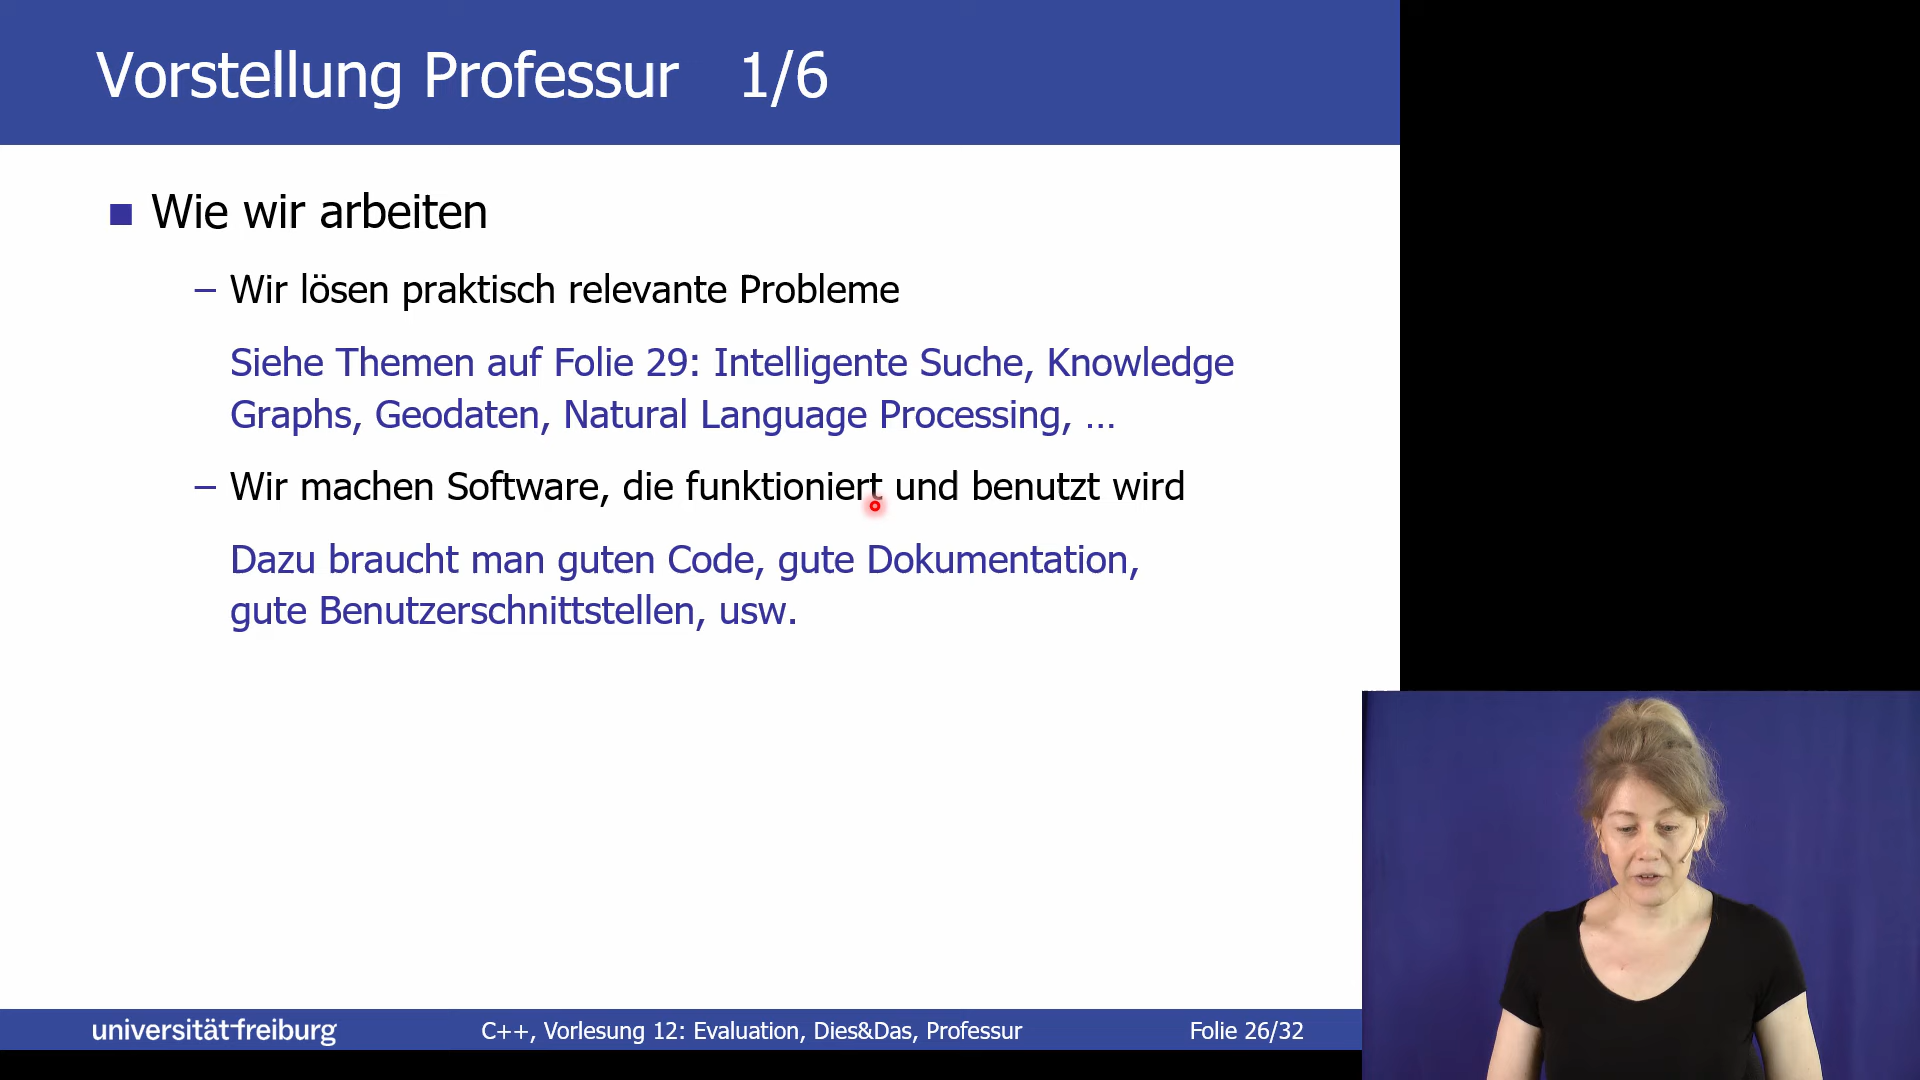 Vorstellung Professur 1/6
Wie wir arbeiten
– Wir lösen praktisch relevante Probleme
Siehe Themen auf Folie 29: Intelligente Suche, Knowledge
Graphs, Geodaten, Natural Language Processing, …
– Wir machen Software, die funktioniert und benutzt wird
Dazu braucht man guten Code, gute Dokumentation,
gute Benutzerschnittstellen, usw.
universität freiburg
C++, Vorlesung 12: Evaluation, Dies&Das, Professur
Folie 26/32